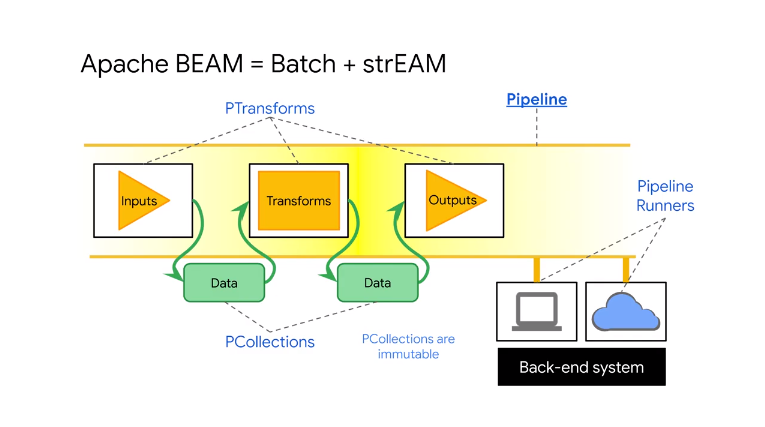 Apache BEAM = Batch + strEAM
PTransforms
Pipeline
Inputs
Transforms
Outputs
Pipeline
Runners
Data
Data
PCollections
PCollections are
immutable
Back-end system